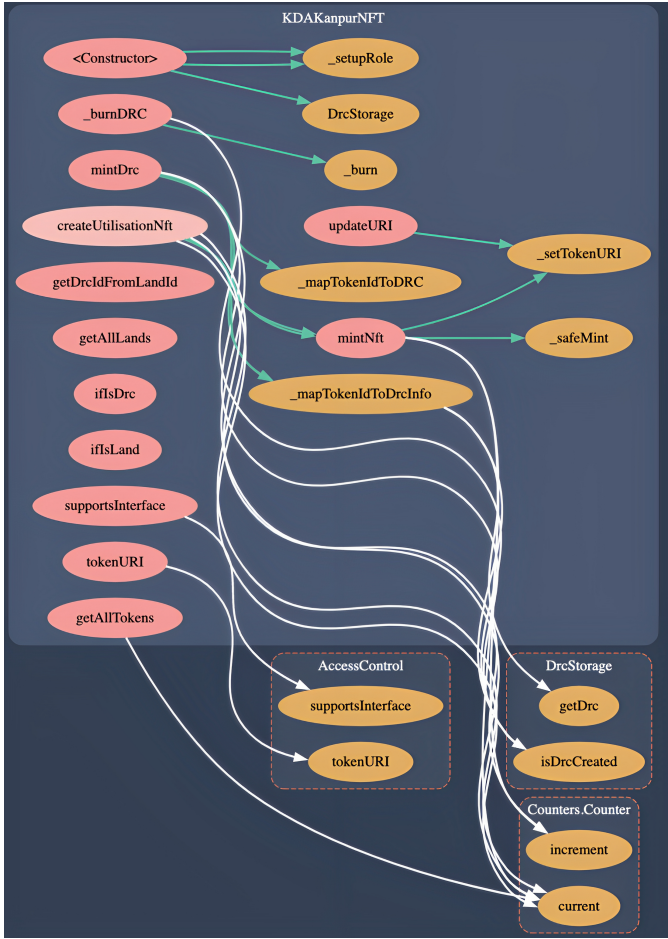 KDAKanpurNFT
<Constructor>
_setupRole
_burnDRC
DrcStorage
mintDrc
_burn
createUtilisationNft
updateURI
_setTokenURI
getDrcIdFromLandId
_mapTokenIdToDRC
getAllLands
mintNft
_safeMint
ifIsDrc
_mapTokenIdToDrcInfo
ifIsLand
supportsInterface
tokenURI
getAllTokens
AccessControl
supportsInterface
tokenURI
DrcStorage
getDrc
isDrcCreated
Counters.Counter
increment
current